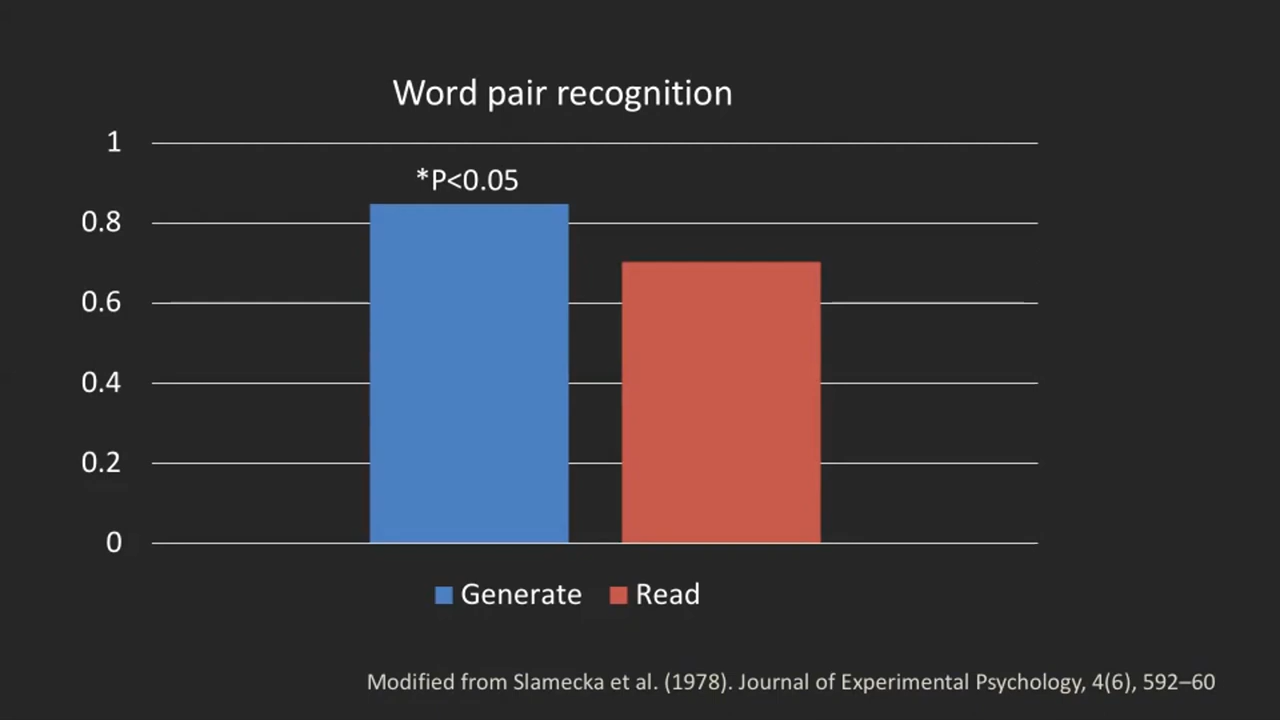 Word pair recognition
1
*P<0.05
0.8
0.6
0.4
0.2
0
Generate Read
Modified from Slamecka et al. (1978). Journal of Experimental Psychology, 4(6), 592–60